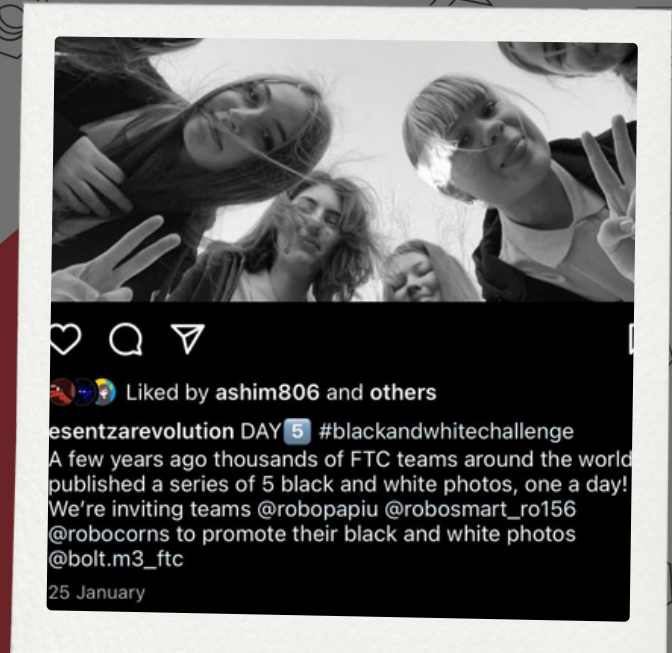 Liked by ashim806 and others
esentzarevolution DAY 5️⃣ #blackandwhitechallenge
A few years ago thousands of FTC teams around the world
published a series of 5 black and white photos, one a day!
We're inviting teams @robopapiu @robosmart_ro156
@robocorns to promote their black and white photos
@bolt.m3_ftc
25 January